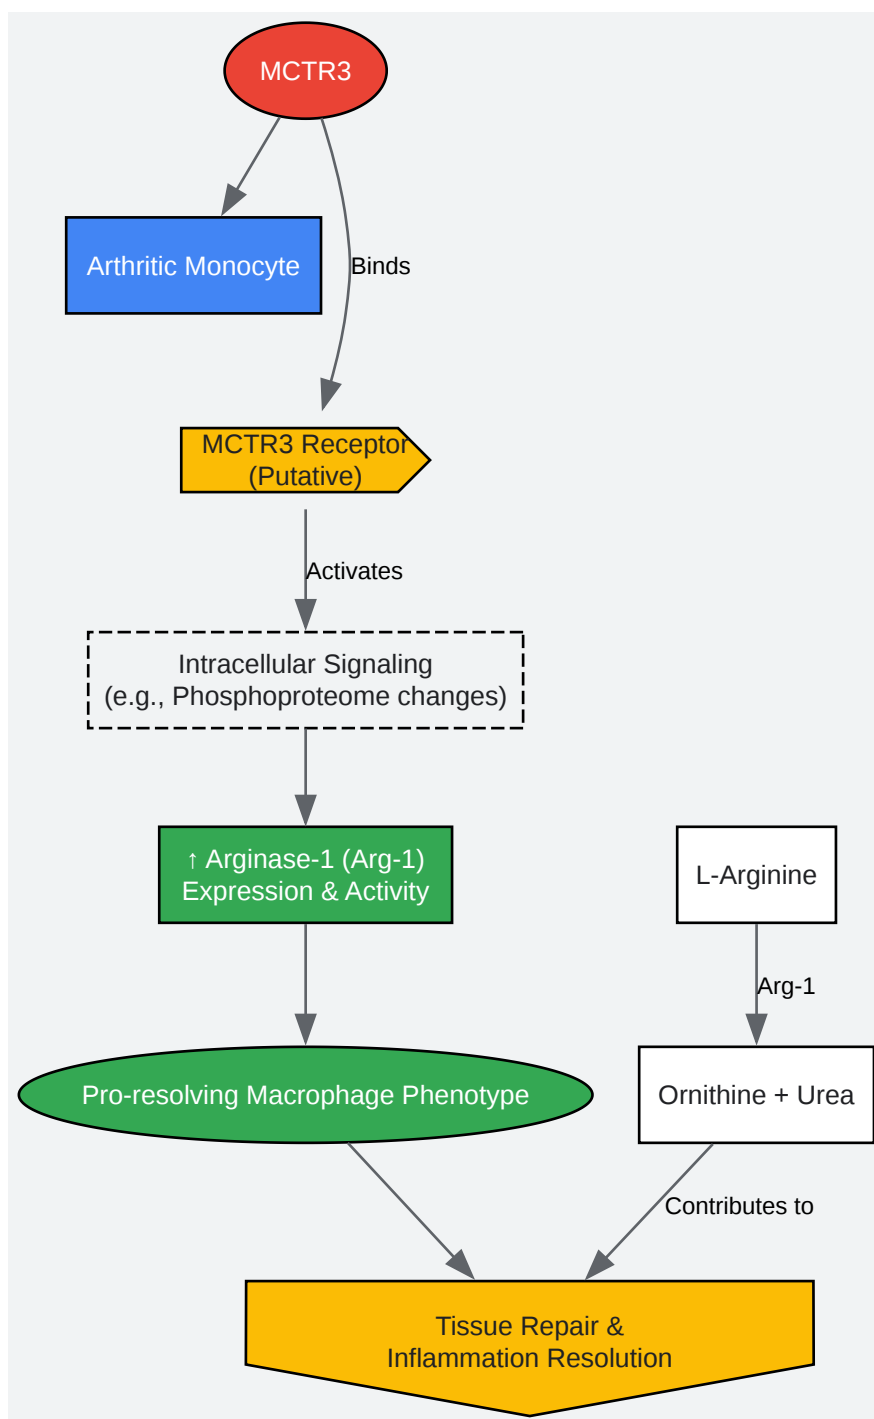 MCTR3
Arthritic Monocyte
Binds
MCTR3 Receptor
(Putative)
Activates
Intracellular Signaling
(e.g., Phosphoproteome changes)
↑ Arginase-1 (Arg-1)
Expression & Activity
L-Arginine
Arg-1
Pro-resolving Macrophage Phenotype
Ornithine + Urea
Contributes to
Tissue Repair &
Inflammation Resolution